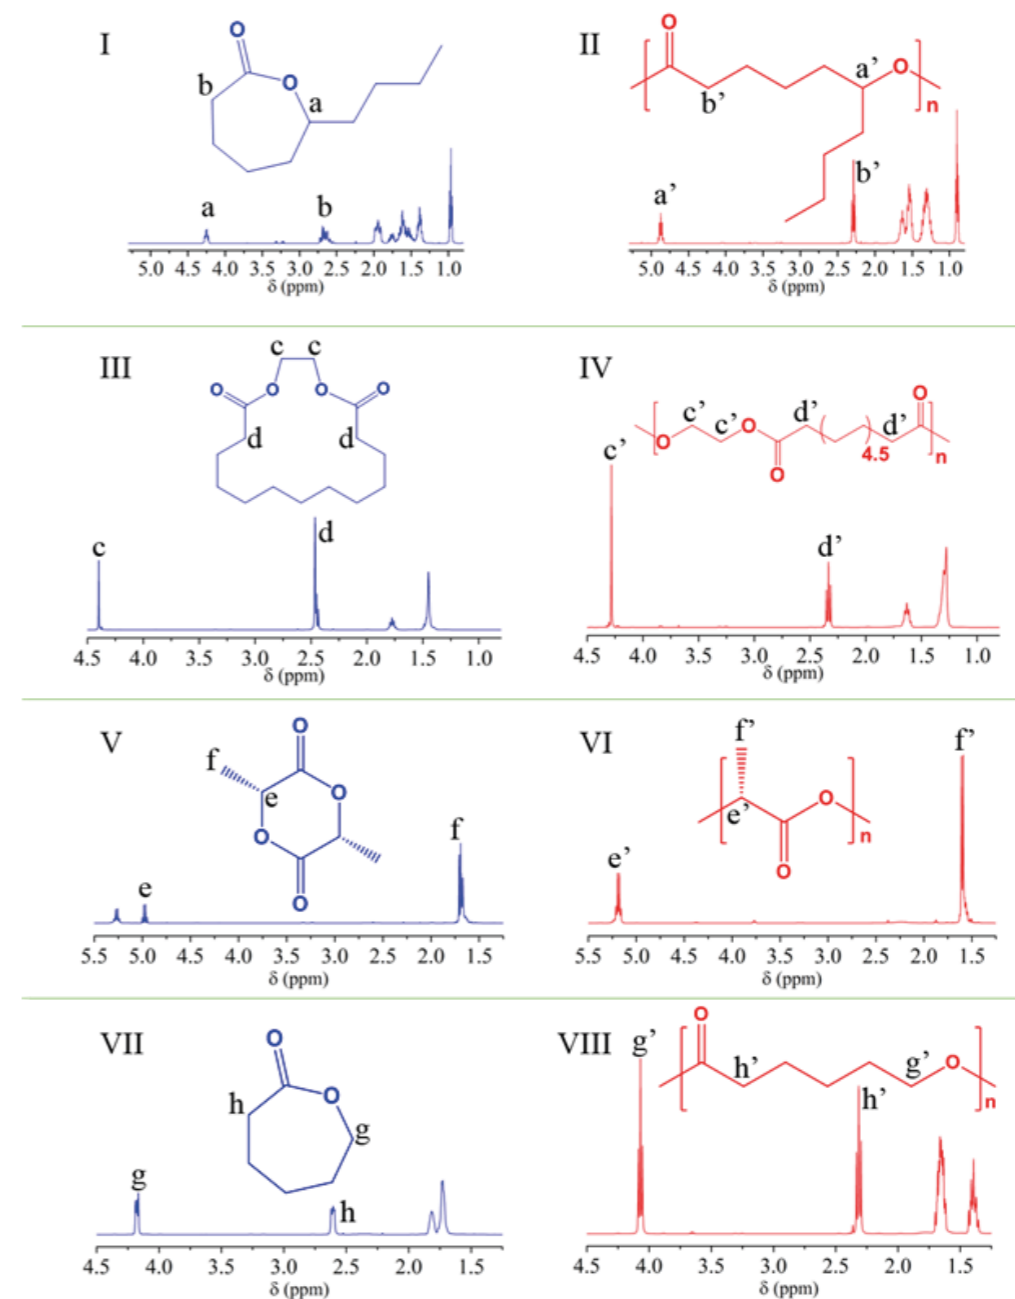 I
O
O
b
a
a
b
5.0 4.5 4.0 3.5 3.0 2.5 2.0 1.5 1.0
δ (ppm)
II
O
a’
O
b’
n
a’
b’
5.0 4.5 4.0 3.5 3.0 2.5 2.0 1.5 1.0
δ (ppm)
III
c c
O O O O
d d
c
d
4.5 4.0 3.5 3.0 2.5 2.0 1.5 1.0
δ (ppm)
IV
O
c’ d’ d’
c’ O
O
4.5
n
O
c’
d’
4.5 4.0 3.5 3.0 2.5 2.0 1.5 1.0
δ (ppm)
V
O
f
e
O
O
O
e
f
5.5 5.0 4.5 4.0 3.5 3.0 2.5 2.0 1.5
δ (ppm)
VI
f’
f’
O
e’
n
O
e’
5.5 5.0 4.5 4.0 3.5 3.0 2.5 2.0 1.5
δ (ppm)
VII
O
O
h
g
g
h
4.5 4.0 3.5 3.0 2.5 2.0 1.5
δ (ppm)
VIII
O
g’
h’
g’
O
n
h’
4.5 4.0 3.5 3.0 2.5 2.0 1.5
δ (ppm)